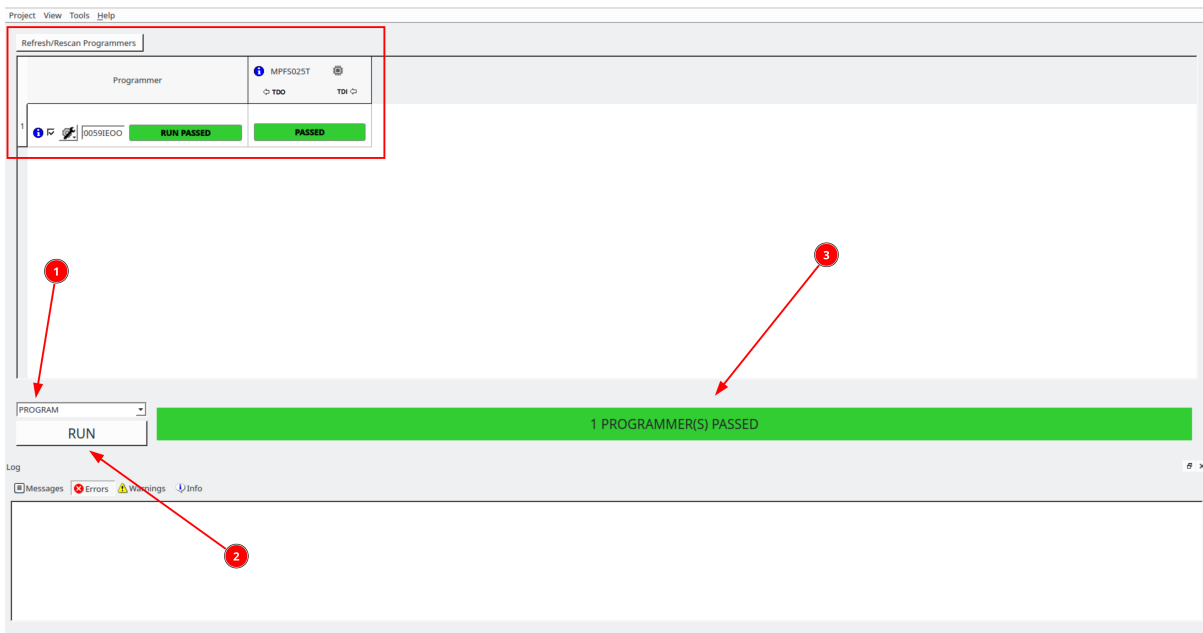 Project View Tools Help
Refresh/Rescan Programmers
Programmer
MPFS025T
TDO TDI
1
0059IEOO RUN PASSED PASSED
1
3
PROGRAM
RUN
1 PROGRAMMER(S) PASSED
Log
Messages Errors Warnings Info
2